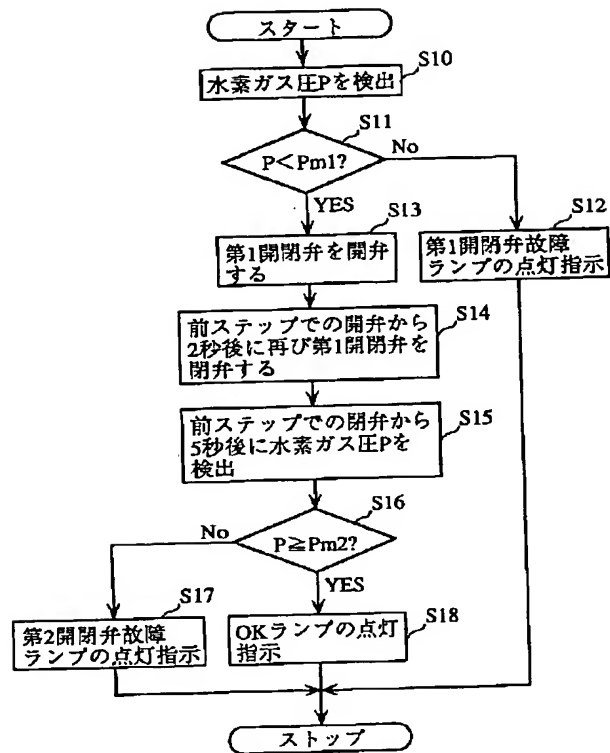 スタート
S10
水素ガス圧Pを検出
S11
P<Pm1?
No
YES
S12
第1開閉弁故障
ランプの点灯指示
S13
第1開閉弁を開弁
する
S14
前ステップでの開弁から
2秒後に再び第1開閉弁を
閉弁する
S15
前ステップでの閉弁から
5秒後に水素ガス圧Pを
検出
S16
P≧Pm2?
No
YES
S17
第2開閉弁故障
ランプの点灯指示
S18
OKランプの点灯
指示
ストップ